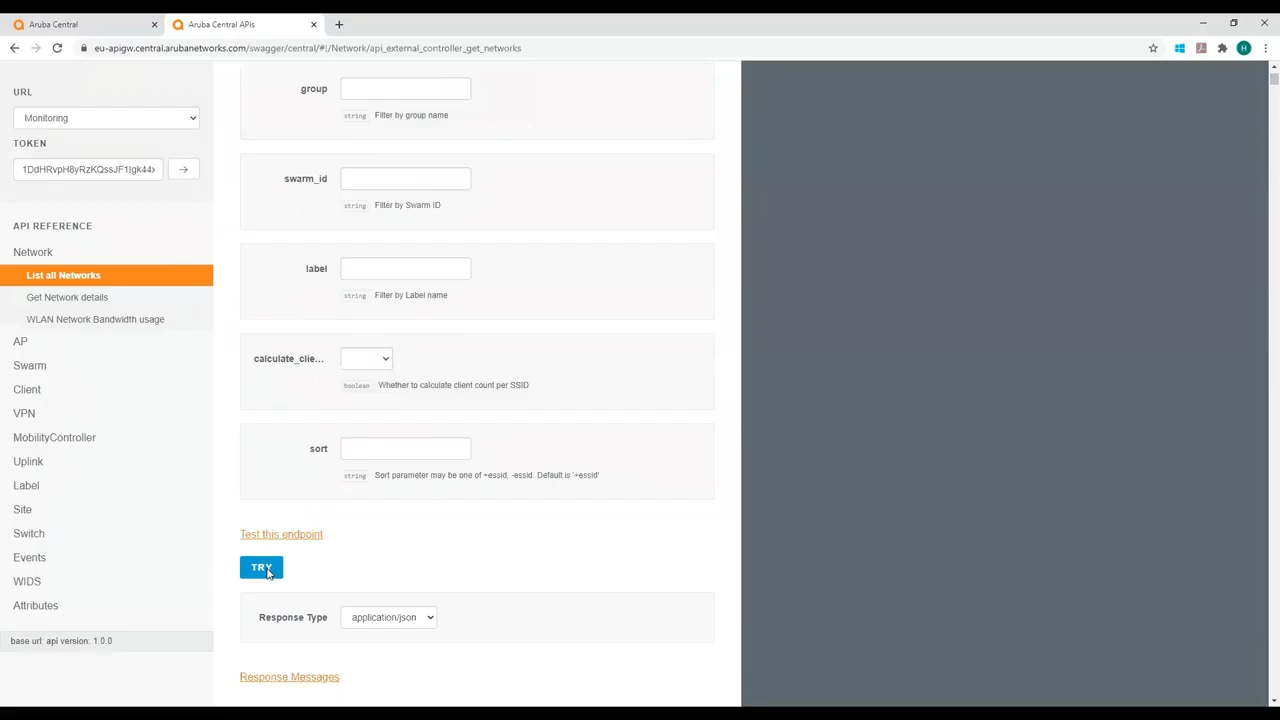 Aruba Central
Aruba Central APIs
eu-apigw.central.arubanetworks.com/swagger/central/#!/Network/api_external_controller_get_networks
H
URL
Monitoring
TOKEN
1DdHRvpH8yRzKQssJF1Igk44x
API REFERENCE
Network
List all Networks
Get Network details
WLAN Network Bandwidth usage
AP
Swarm
Client
VPN
MobilityController
Uplink
Label
Site
Switch
Events
WIDS
Attributes
base url: api version: 1.0.0
group
string Filter by group name
swarm_id
string Filter by Swarm ID
label
string Filter by Label name
calculate_clie...
boolean Whether to calculate client count per SSID
sort
string Sort parameter may be one of +essid, -essid. Default is '+essid'
Test this endpoint
TRY
Response Type application/json
Response Messages